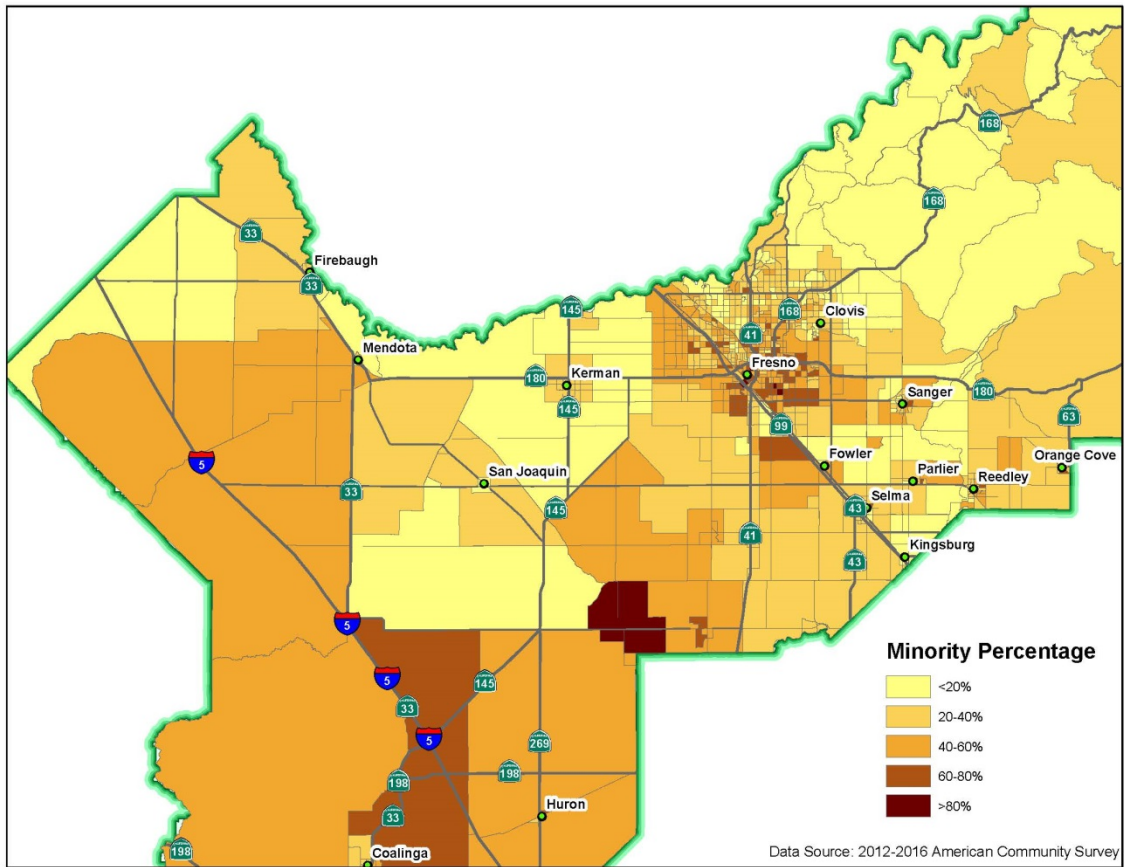 168
168
33
Firebaugh
33
145
168
Clovis
41
Mendota
180
Kerman
Fresno
145
180
Sanger
63
99
5
San Joaquin
Fowler
Parlier
Orange Cove
Reedley
33
145
Selma
43
41
Kingsburg
43
5
5
145
33
5
269
198
198
33
Huron
198
Coalinga
Minority Percentage
<20%
20-40%
40-60%
60-80%
>80%
Data Source: 2012-2016 American Community Survey